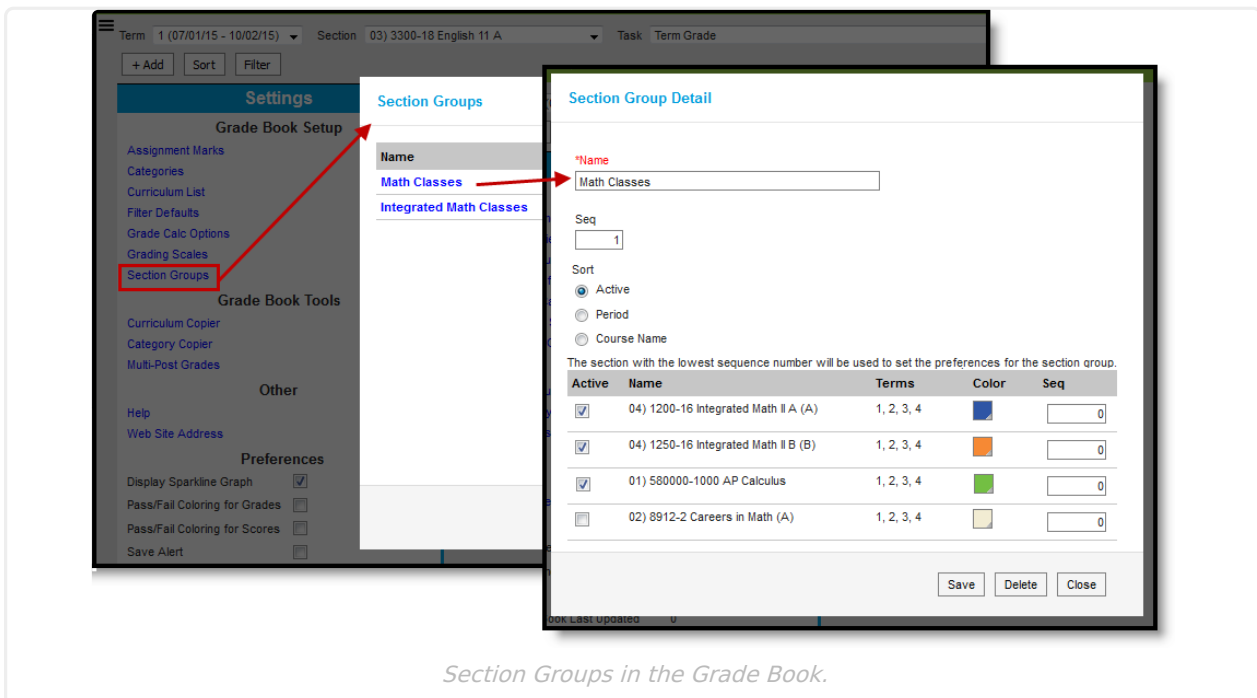 Term 1 (07/01/15 - 10/02/15) Section 03) 3300-18 English 11 A Task Term Grade
+ Add Sort Filter
Settings
Grade Book Setup
Assignment Marks
Categories
Curriculum List
Filter Defaults
Grade Calc Options
Grading Scales
Section Groups
Grade Book Tools
Curriculum Copier
Category Copier
Multi-Post Grades
Other
Help
Web Site Address
Preferences
Display Sparkline Graph
Pass/Fail Coloring for Grades
Pass/Fail Coloring for Scores
Save Alert
Section Groups
Name
Math Classes
Integrated Math Classes
Section Group Detail
*Name
Math Classes
Seq
1
Sort
Active
Period
Course Name
The section with the lowest sequence number will be used to set the preferences for the section group.
Active Name Terms Color Seq
04) 1200-16 Integrated Math II A (A) 1, 2, 3, 4 0
04) 1250-16 Integrated Math II B (B) 1, 2, 3, 4 0
01) 580000-1000 AP Calculus 1, 2, 3, 4 0
02) 8912-2 Careers in Math (A) 1, 2, 3, 4 0
Save Delete Close
Last Updated 0
Section Groups in the Grade Book.